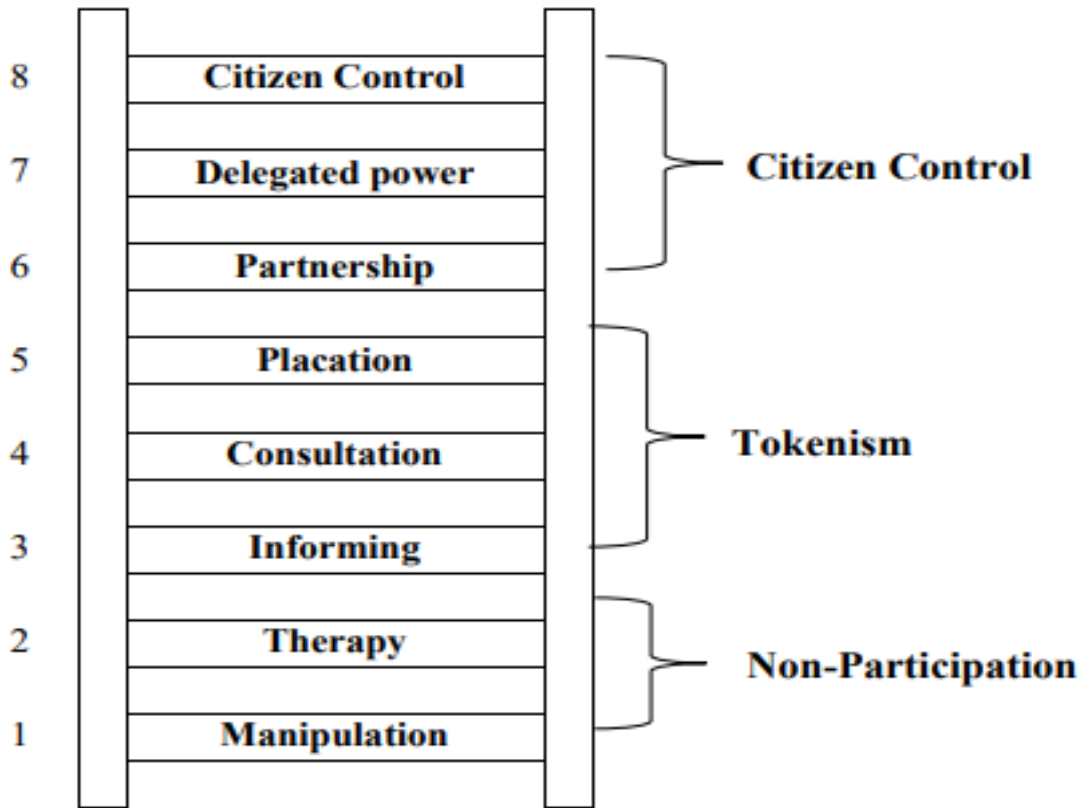 8 Citizen Control
7 Delegated power
Citizen Control
6 Partnership
5 Placation
4 Consultation
Tokenism
3 Informing
2 Therapy
Non-Participation
1 Manipulation